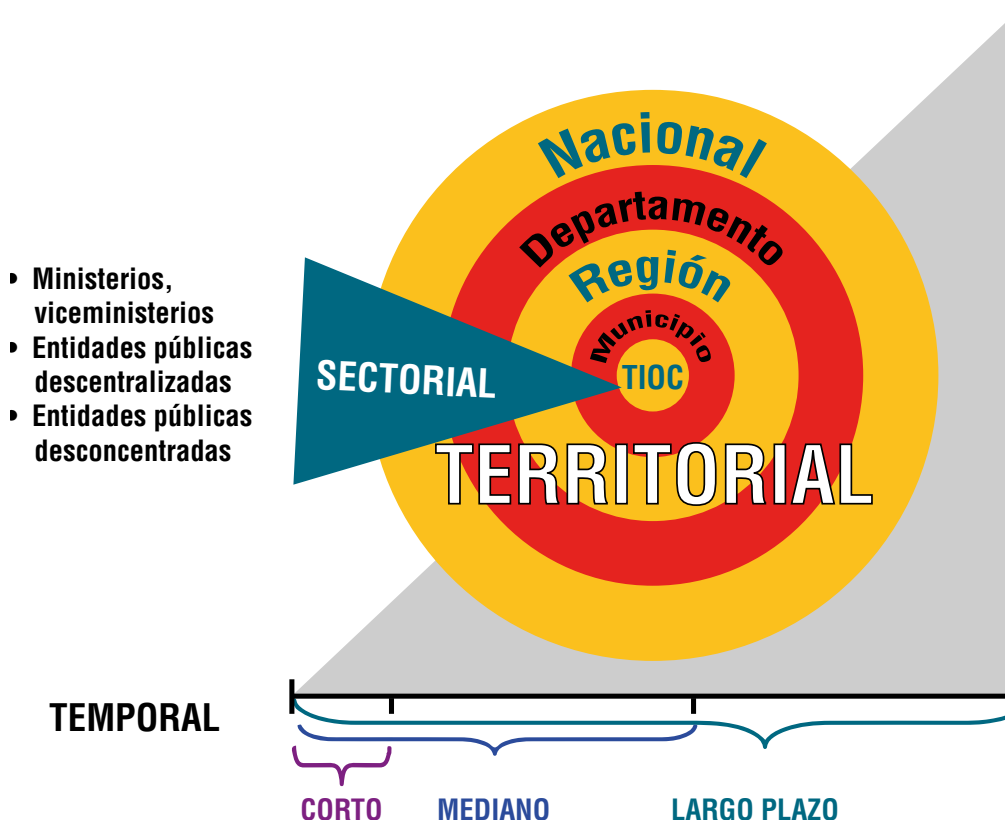 Nacional
Departamento
Región
Municipio
TIOC
• Ministerios,
viceministerios
• Entidades públicas
descentralizadas
• Entidades públicas
desconcentradas
SECTORIAL
TERRITORIAL
TEMPORAL
CORTO
MEDIANO
LARGO PLAZO